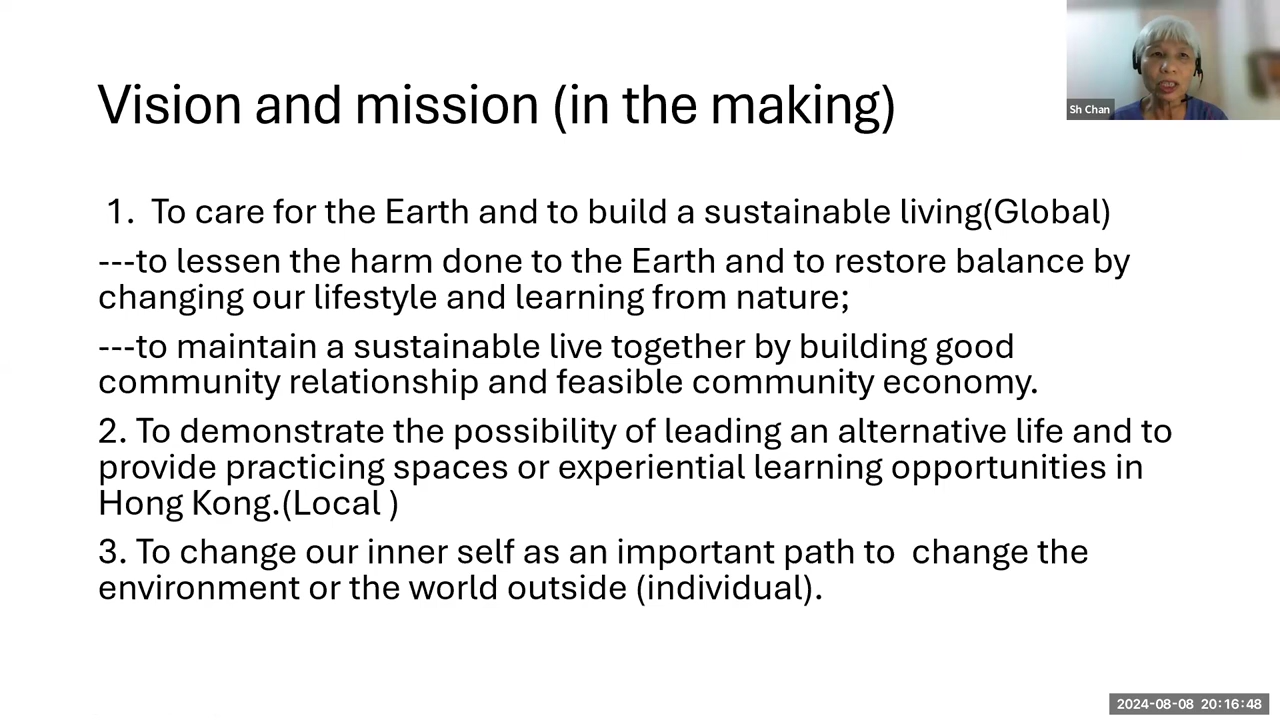 Vision and mission (in the making)
Sh Chan
1. To care for the Earth and to build a sustainable living(Global)
---to lessen the harm done to the Earth and to restore balance by
changing our lifestyle and learning from nature;
---to maintain a sustainable live together by building good
community relationship and feasible community economy.
2. To demonstrate the possibility of leading an alternative life and to
provide practicing spaces or experiential learning opportunities in
Hong Kong.(Local )
3. To change our inner self as an important path to  change the
environment or the world outside (individual).
2024-08-08 20:16:48